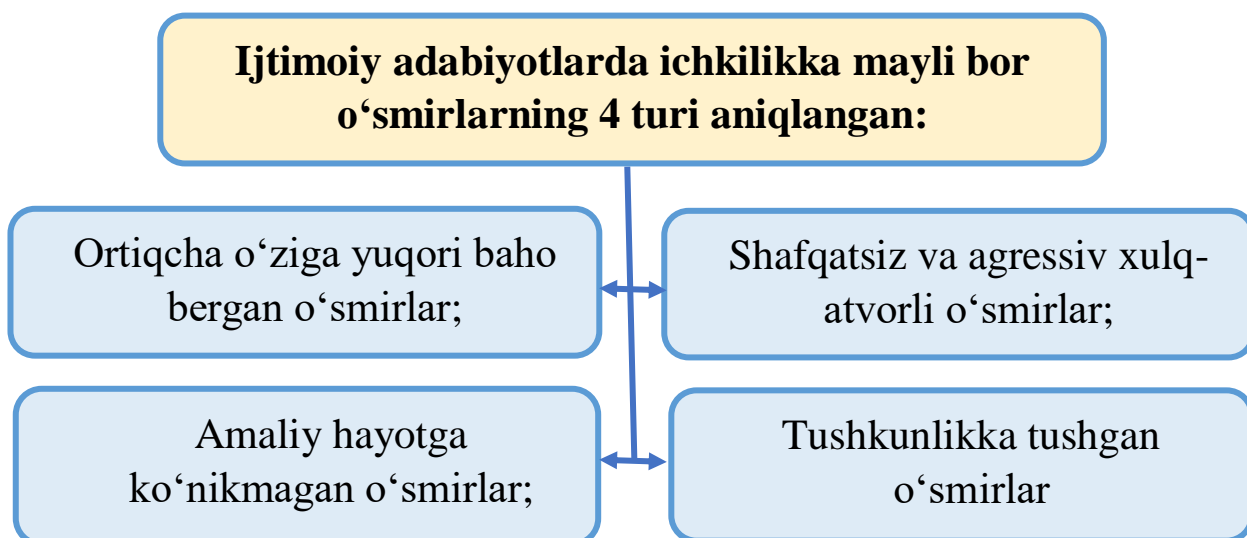 Ijtimoiy adabiyotlarda ichkilikka mayli bor
o‘smirlarning 4 turi aniqlangan:
Ortiqcha o‘ziga yuqori baho
bergan o‘smirlar;
Shafqatsiz va agressiv xulq-
atvorli o‘smirlar;
Amaliy hayotga
ko‘nikmagan o‘smirlar;
Tushkunlikka tushgan
o‘smirlar